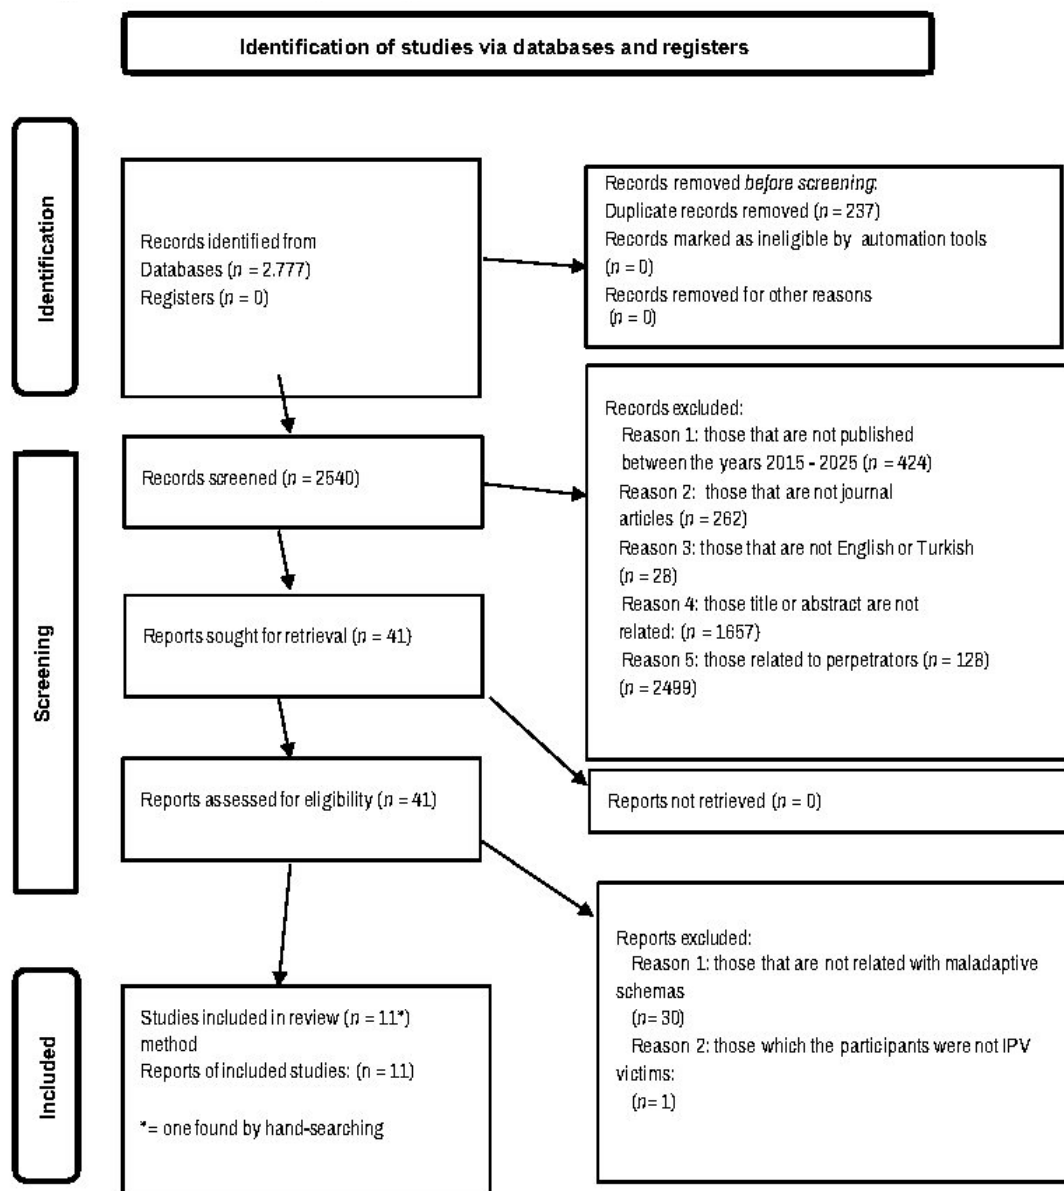 Identification of studies via databases and registers
Identification
Records identified from
Databases (n = 2.777)
Registers (n = 0)
Records removed before screening:
Duplicate records removed (n = 237)
Records marked as ineligible by automation tools
(n = 0)
Records removed for other reasons
(n = 0)
Screening
Records screened (n = 2540)
Records excluded:
Reason 1: those that are not published
between the years 2015 - 2025 (n = 424)
Reason 2: those that are not journal
articles (n = 262)
Reason 3: those that are not English or Turkish
(n = 28)
Reason 4: those title or abstract are not
related: (n = 1657)
Reason 5: those related to perpetrators (n = 128)
(n = 2499)
Reports sought for retrieval (n = 41)
Reports not retrieved (n = 0)
Reports assessed for eligibility (n = 41)
Reports excluded:
Reason 1: those that are not related with maladaptive
schemas
(n= 30)
Reason 2: those which the participants were not IPV
victims:
(n= 1)
Included
Studies included in review (n = 11*)
method
Reports of included studies: (n = 11)
*= one found by hand-searching